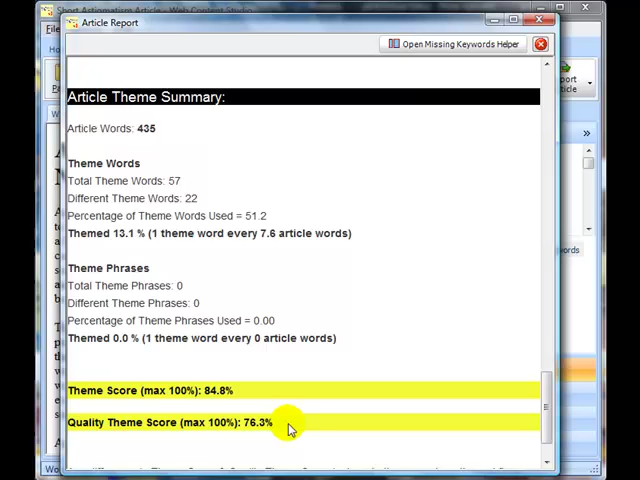 Short Astigmatism Article - Web Content Studio
Article Report
Open Missing Keywords Helper
Article Theme Summary:
Article Words: 435
Theme Words
Total Theme Words: 57
Different Theme Words: 22
Percentage of Theme Words Used = 51.2
Themed 13.1 % (1 theme word every 7.6 article words)
Theme Phrases
Total Theme Phrases: 0
Different Theme Phrases: 0
Percentage of Theme Phrases Used = 0.00
Themed 0.0 % (1 theme word every 0 article words)
Theme Score (max 100%): 84.8%
Quality Theme Score (max 100%): 76.3%